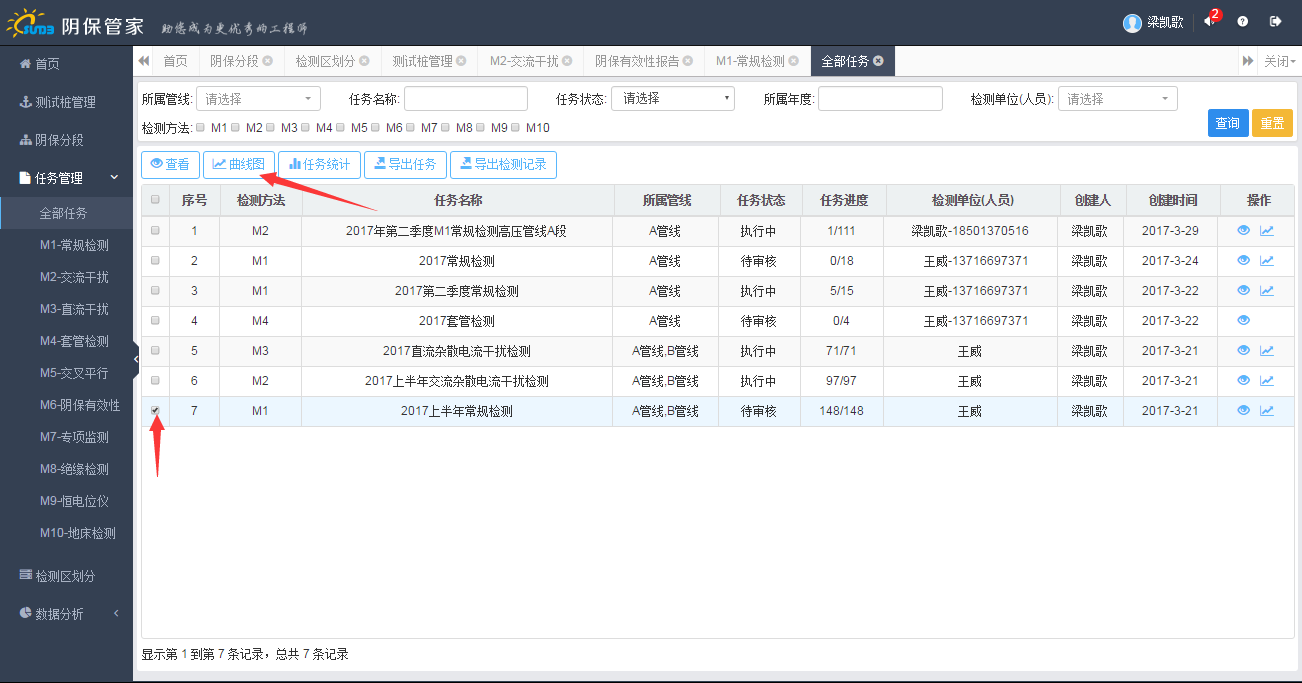 SUDE 阴保管家 助您成为更优秀的工程师 梁凯歌 2
首页 首页 阴保分段 检测区划分 测试桩管理 M2-交流干扰 阴保有效性报告 M1-常规检测 全部任务 关闭
测试桩管理
阴保分段
任务管理
全部任务
M1-常规检测
M2-交流干扰
M3-直流干扰
M4-套管检测
M5-交叉平行
M6-阴保有效性
M7-专项监测
M8-绝缘检测
M9-恒电位仪
M10-地床检测
检测区划分
数据分析
所属管线: 请选择 任务名称: 任务状态: 请选择 所属年度: 检测单位(人员): 请选择
检测方法: M1 M2 M3 M4 M5 M6 M7 M8 M9 M10 查询 重置
查看 曲线图 任务统计 导出任务 导出检测记录
序号 检测方法 任务名称 所属管线 任务状态 任务进度 检测单位(人员) 创建人 创建时间 操作
1 M2 2017年第二季度M1常规检测高压管线A段 A管线 执行中 1/111 梁凯歌-18501370516 梁凯歌 2017-3-29
2 M1 2017常规检测 A管线 待审核 0/18 王威-13716697371 梁凯歌 2017-3-24
3 M1 2017第二季度常规检测 A管线 执行中 5/15 王威-13716697371 梁凯歌 2017-3-22
4 M4 2017套管检测 A管线 待审核 0/4 王威-13716697371 梁凯歌 2017-3-22
5 M3 2017直流杂散电流干扰检测 A管线,B管线 执行中 71/71 王威 梁凯歌 2017-3-21
6 M2 2017上半年交流杂散电流干扰检测 A管线,B管线 执行中 97/97 王威 梁凯歌 2017-3-21
7 M1 2017上半年常规检测 A管线,B管线 待审核 148/148 王威 梁凯歌 2017-3-21
显示第 1 到第 7 条记录，总共 7 条记录